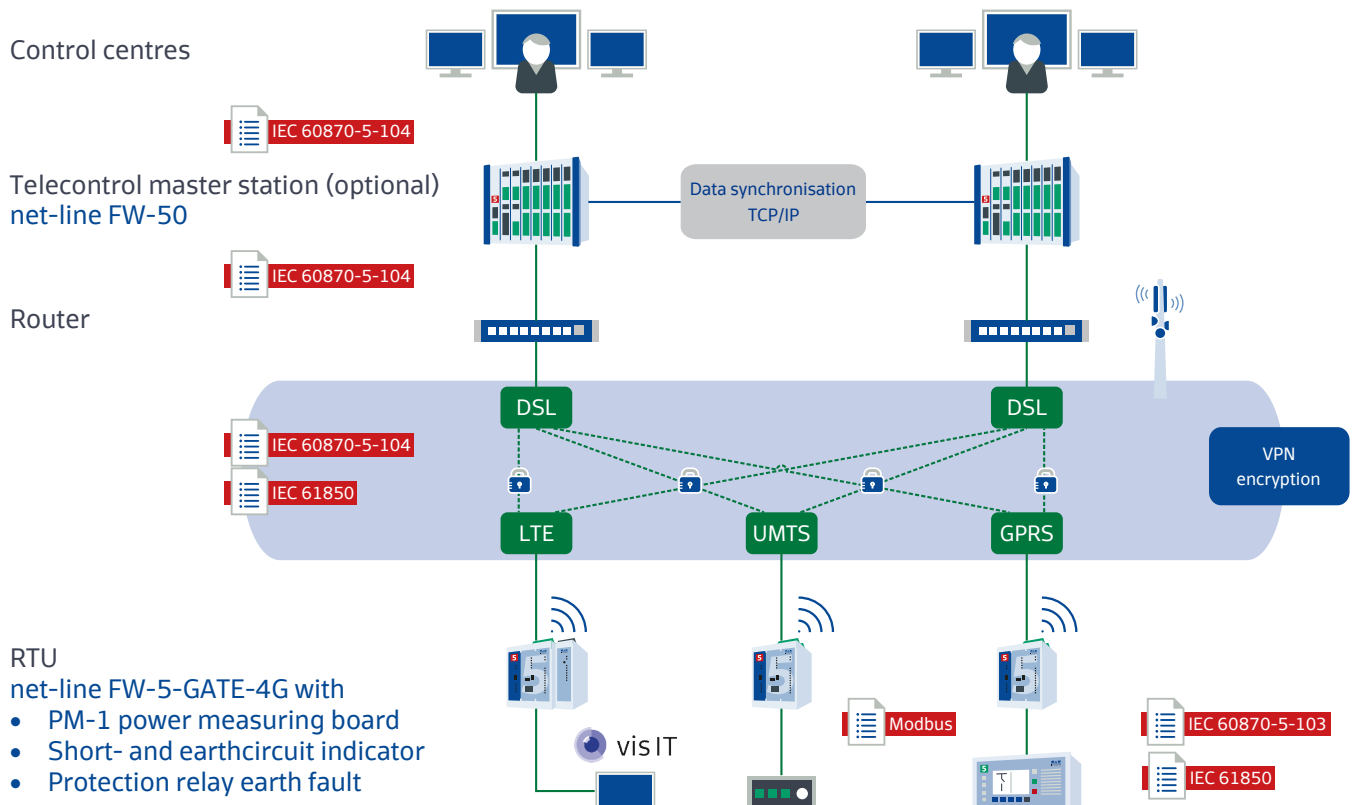 Control centres
IEC 60870-5-104
Telecontrol master station (optional)
net-line FW-50
Data synchronisation
TCP/IP
IEC 60870-5-104
Router
DSL
DSL
IEC 60870-5-104
IEC 61850
VPN
encryption
LTE
UMTS
GPRS
RTU
net-line FW-5-GATE-4G with
• PM-1 power measuring board
• Short- and earthcircuit indicator
• Protection relay earth fault
vis IT
Modbus
IEC 60870-5-103
IEC 61850